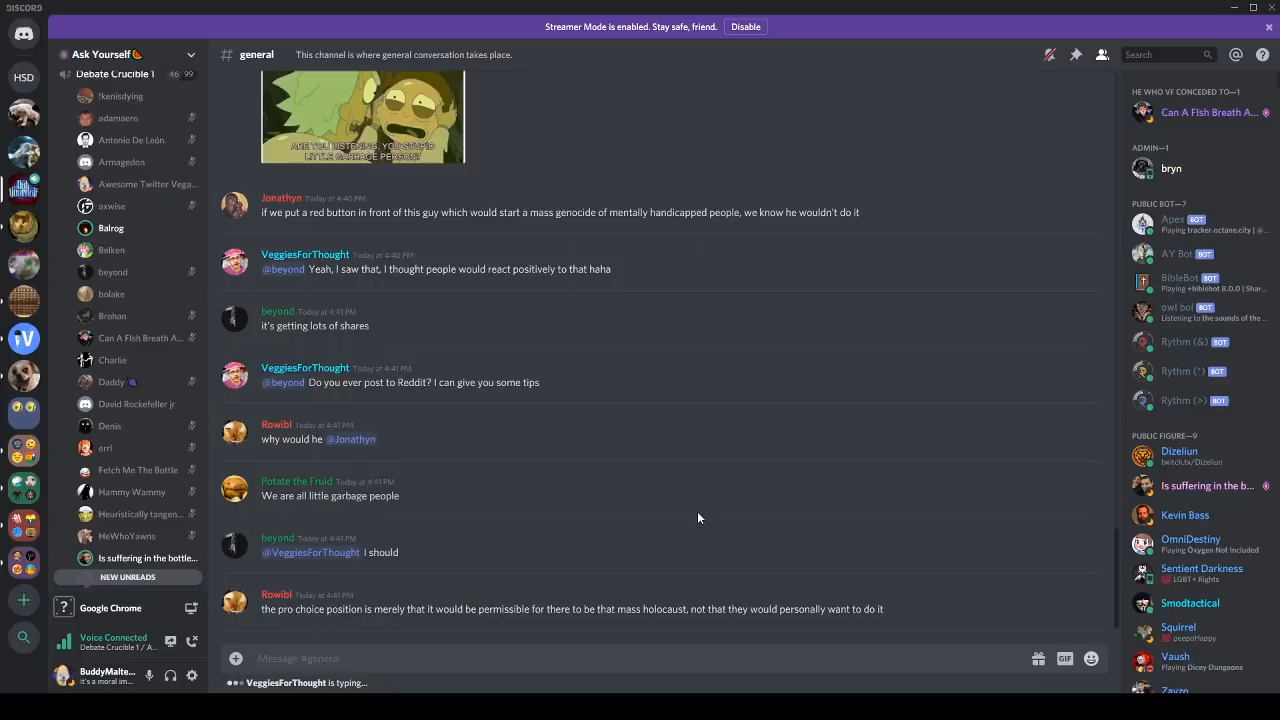 DISCORD
Streamer Mode is enabled. Stay safe, friend. Disable
Ask Yourself🍉
# general This channel is where general conversation takes place.
Search
HSD
Debate Crucible 1 46 99
!kenisdying
adamaero
Antonio De León.
Armagedon
Awesome Twitter Vega...
axwise
Balrog
Belken
beyond
bolake
Brohan
Can A FIsh Breath A...
Charlie
Daddy 🍆
David Rockefeller jr
Denis
errl
Fetch Me The Bottle
Hammy Wammy
Heuristically tangen...
HeWhoYawns
Is suffering in the bottle...
NEW UNREADS
Google Chrome
Voice Connected
Debate Crucible 1 / A...
BuddyMalte...
it's a moral im...
ARE YOU LISTENING, YOU STUPID
LITTLE GARBAGE PERSON?
Jonathyn Today at 4:40 PM
if we put a red button in front of this guy which would start a mass genocide of mentally handicapped people, we know he wouldn't do it
VeggiesForThought Today at 4:40 PM
@beyond Yeah, I saw that, I thought people would react positively to that haha
beyond Today at 4:41 PM
it's getting lots of shares
VeggiesForThought Today at 4:41 PM
@beyond Do you ever post to Reddit? I can give you some tips
Rowibl Today at 4:41 PM
why would he @Jonathyn
Potate the Fruid Today at 4:41 PM
We are all little garbage people
beyond Today at 4:41 PM
@VeggiesForThought I should
Rowibl Today at 4:41 PM
the pro choice position is merely that it would be permissible for there to be that mass holocaust, not that they would personally want to do it
Message #general
GIF
VeggiesForThought is typing...
HE WHO VF CONCEDED TO—1
Can A FIsh Breath A...
ADMIN—1
bryn
PUBLIC BOT—7
Apex BOT
Playing tracker.octane.city | @...
AY Bot BOT
BibleBot BOT
Playing +biblebot 8.0.0 | Shar...
owl bol BOT
Listening to the sounds of the ...
Rythm (&) BOT
Rythm (*) BOT
Rythm (>) BOT
PUBLIC FIGURE—9
Dizeliun
twitch.tv/Dizeliun
Is suffering in the b...
Kevin Bass
OmniDestiny
Playing Oxygen Not Included
Sentient Darkness
LGBT+ Rights
Smodtactical
Squirrel
peepoHappy
Vaush
Playing Dicey Dungeons
Zayzo